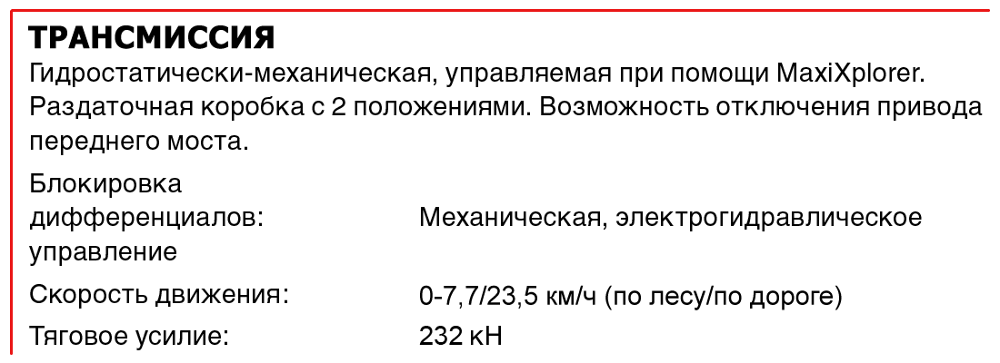 ТРАНСМИССИЯ
Гидростатически-механическая, управляемая при помощи MaxiXplorer.
Раздаточная коробка с 2 положениями. Возможность отключения привода
переднего моста.
Блокировка
дифференциалов: Механическая, электрогидравлическое
управление
Скорость движения: 0-7,7/23,5 км/ч (по лесу/по дороге)
Тяговое усилие: 232 кН